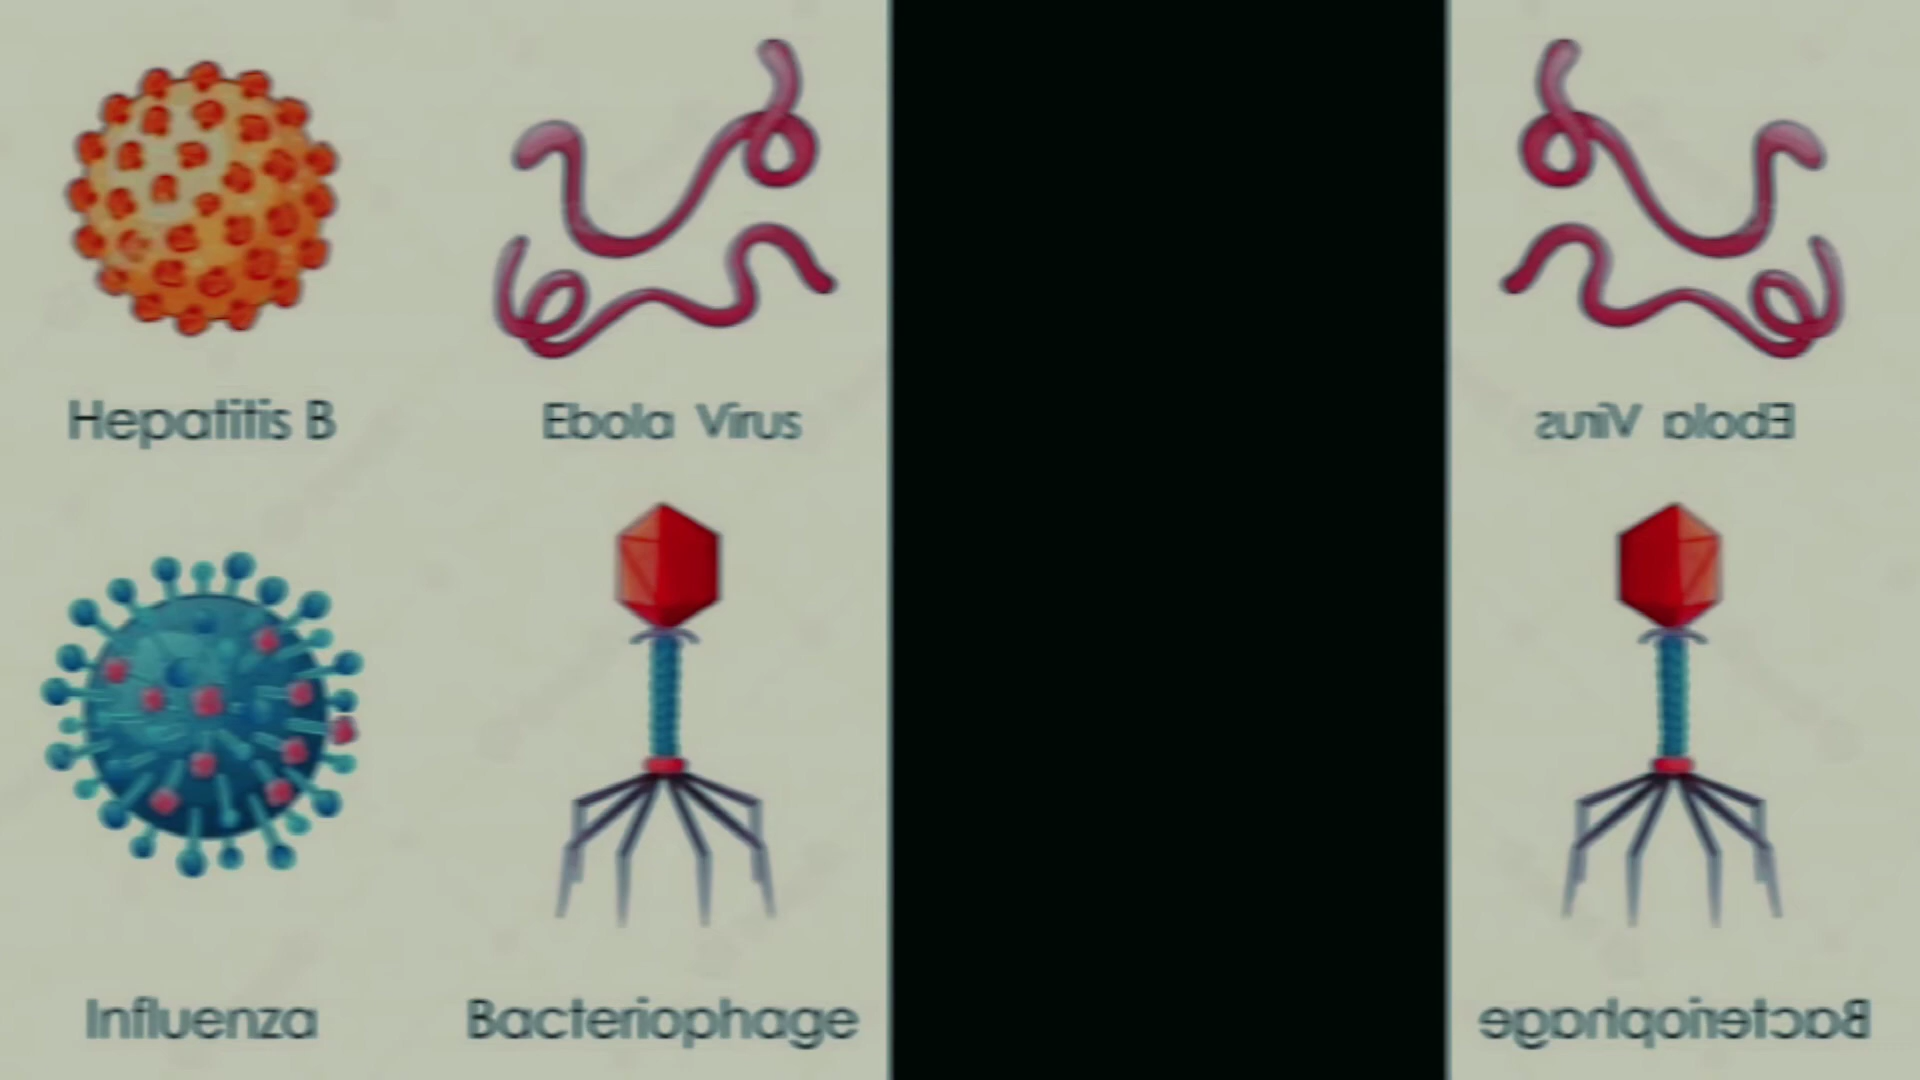 Hepatitis B
Ebola Virus
Ebola Virus
Influenza
Bacteriophage
Bacteriophage